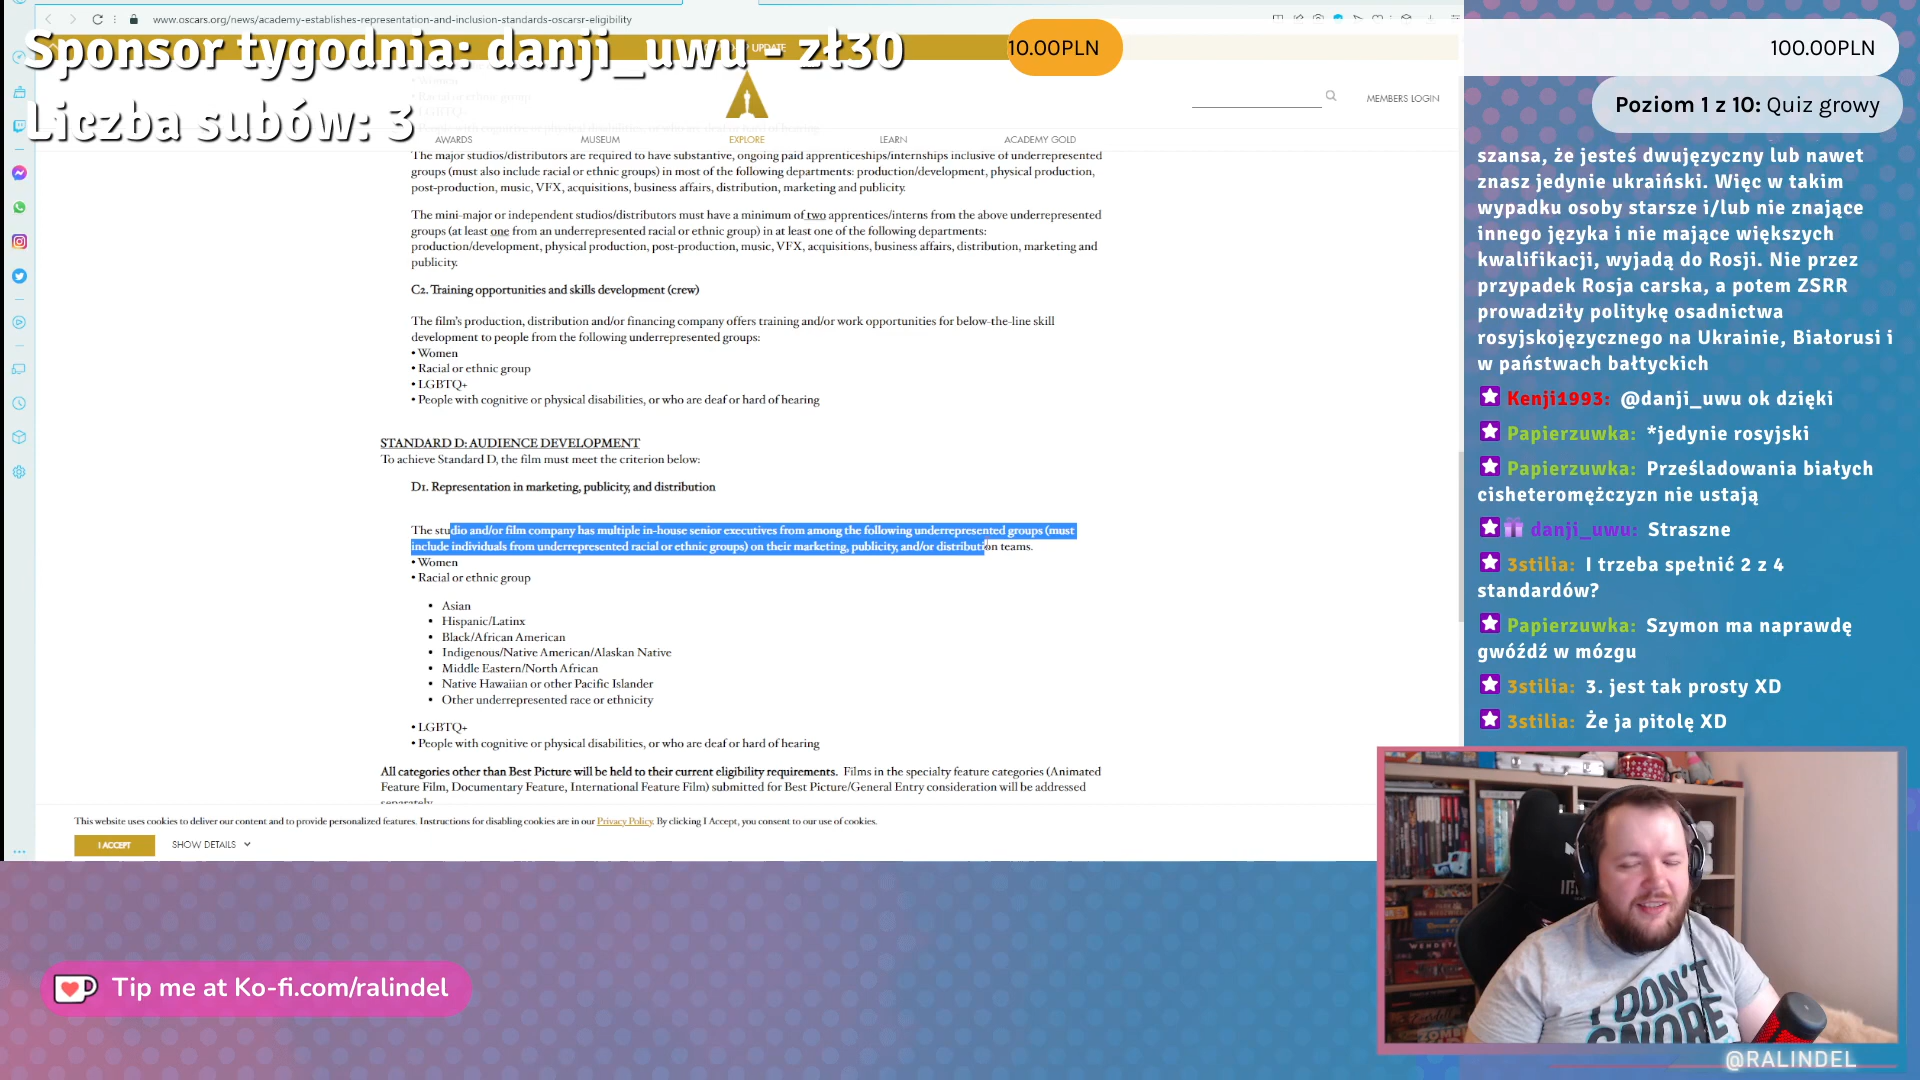 www.oscars.org/news/academy-establishes-representation-and-inclusion-standards-oscarsr-eligibility
Sponsor tygodnia: danji_uwu - zł30
Liczba subów: 3
UPDATE
10.00PLN
100.00PLN
Poziom 1 z 10: Quiz growy
MEMBERS LOGIN
AWARDS
MUSEUM
EXPLORE
LEARN
ACADEMY GOLD
The major studios/distributors are required to have substantive, ongoing paid apprenticeships/internships inclusive of underrepresented
groups (must also include racial or ethnic groups) in most of the following departments: production/development, physical production,
post-production, music, VFX, acquisitions, business affairs, distribution, marketing and publicity.
The mini-major or independent studios/distributors must have a minimum of two apprentices/interns from the above underrepresented
groups (at least one from an underrepresented racial or ethnic group) in at least one of the following departments:
production/development, physical production, post-production, music, VFX, acquisitions, business affairs, distribution, marketing and
publicity.
C2. Training opportunities and skills development (crew)
The film's production, distribution and/or financing company offers training and/or work opportunities for below-the-line skill
development to people from the following underrepresented groups:
• Women
• Racial or ethnic group
• LGBTQ+
• People with cognitive or physical disabilities, or who are deaf or hard of hearing
STANDARD D: AUDIENCE DEVELOPMENT
To achieve Standard D, the film must meet the criterion below:
D1. Representation in marketing, publicity, and distribution
The studio and/or film company has multiple in-house senior executives from among the following underrepresented groups (must
include individuals from underrepresented racial or ethnic groups) on their marketing, publicity, and/or distribution teams.
• Women
• Racial or ethnic group
• Asian
• Hispanic/Latinx
• Black/African American
• Indigenous/Native American/Alaskan Native
• Middle Eastern/North African
• Native Hawaiian or other Pacific Islander
• Other underrepresented race or ethnicity
• LGBTQ+
• People with cognitive or physical disabilities, or who are deaf or hard of hearing
All categories other than Best Picture will be held to their current eligibility requirements. Films in the specialty feature categories (Animated
Feature Film, Documentary Feature, International Feature Film) submitted for Best Picture/General Entry consideration will be addressed
separately.
This website uses cookies to deliver our content and to provide personalized features. Instructions for disabling cookies are in our Privacy Policy. By clicking I Accept, you consent to our use of cookies.
I ACCEPT
SHOW DETAILS
szansa, że jesteś dwujęzyczny lub nawet
znasz jedynie ukraiński. Więc w takim
wypadku osoby starsze i/lub nie znające
innego języka i nie mające większych
kwalifikacji, wyjadą do Rosji. Nie przez
przypadek Rosja carska, a potem ZSRR
prowadziły politykę osadnictwa
rosyjskojęzycznego na Ukrainie, Białorusi i
w państwach bałtyckich
Kenji1993: @danji_uwu ok dzięki
Papierzuwka: *jedynie rosyjski
Papierzuwka: Prześladowania białych
cisheteromężczyzn nie ustają
danji_uwu: Straszne
3stilia: I trzeba spełnić 2 z 4
standardów?
Papierzuwka: Szymon ma naprawdę
gwóźdź w mózgu
3stilia: 3. jest tak prosty XD
3stilia: Że ja pitolę XD
Tip me at Ko-fi.com/ralindel
I DON'T
@RALINDEL